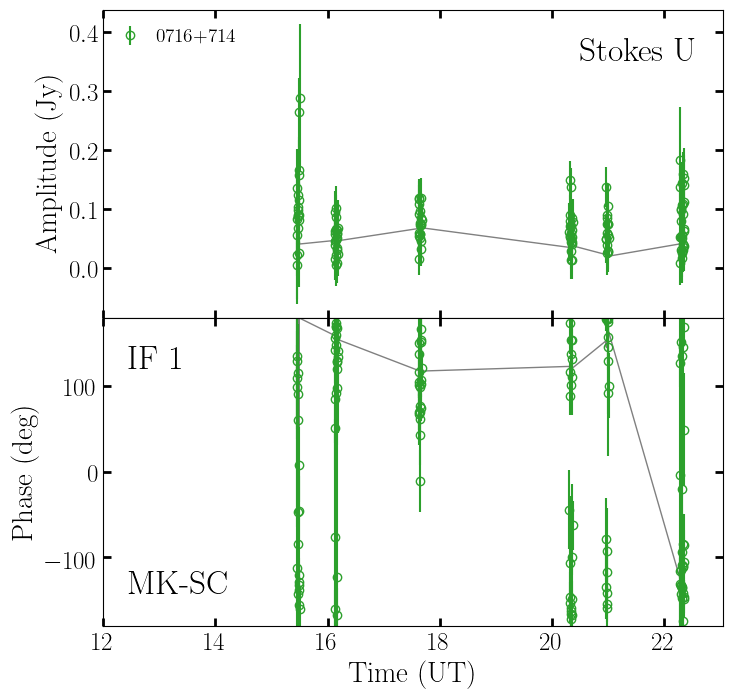 0716+714
Stokes U
Amplitude (Jy)
0.4
0.3
0.2
0.1
0.0
IF 1
Phase (deg)
100
0
−100
MK-SC
12 14 16 18 20 22
Time (UT)